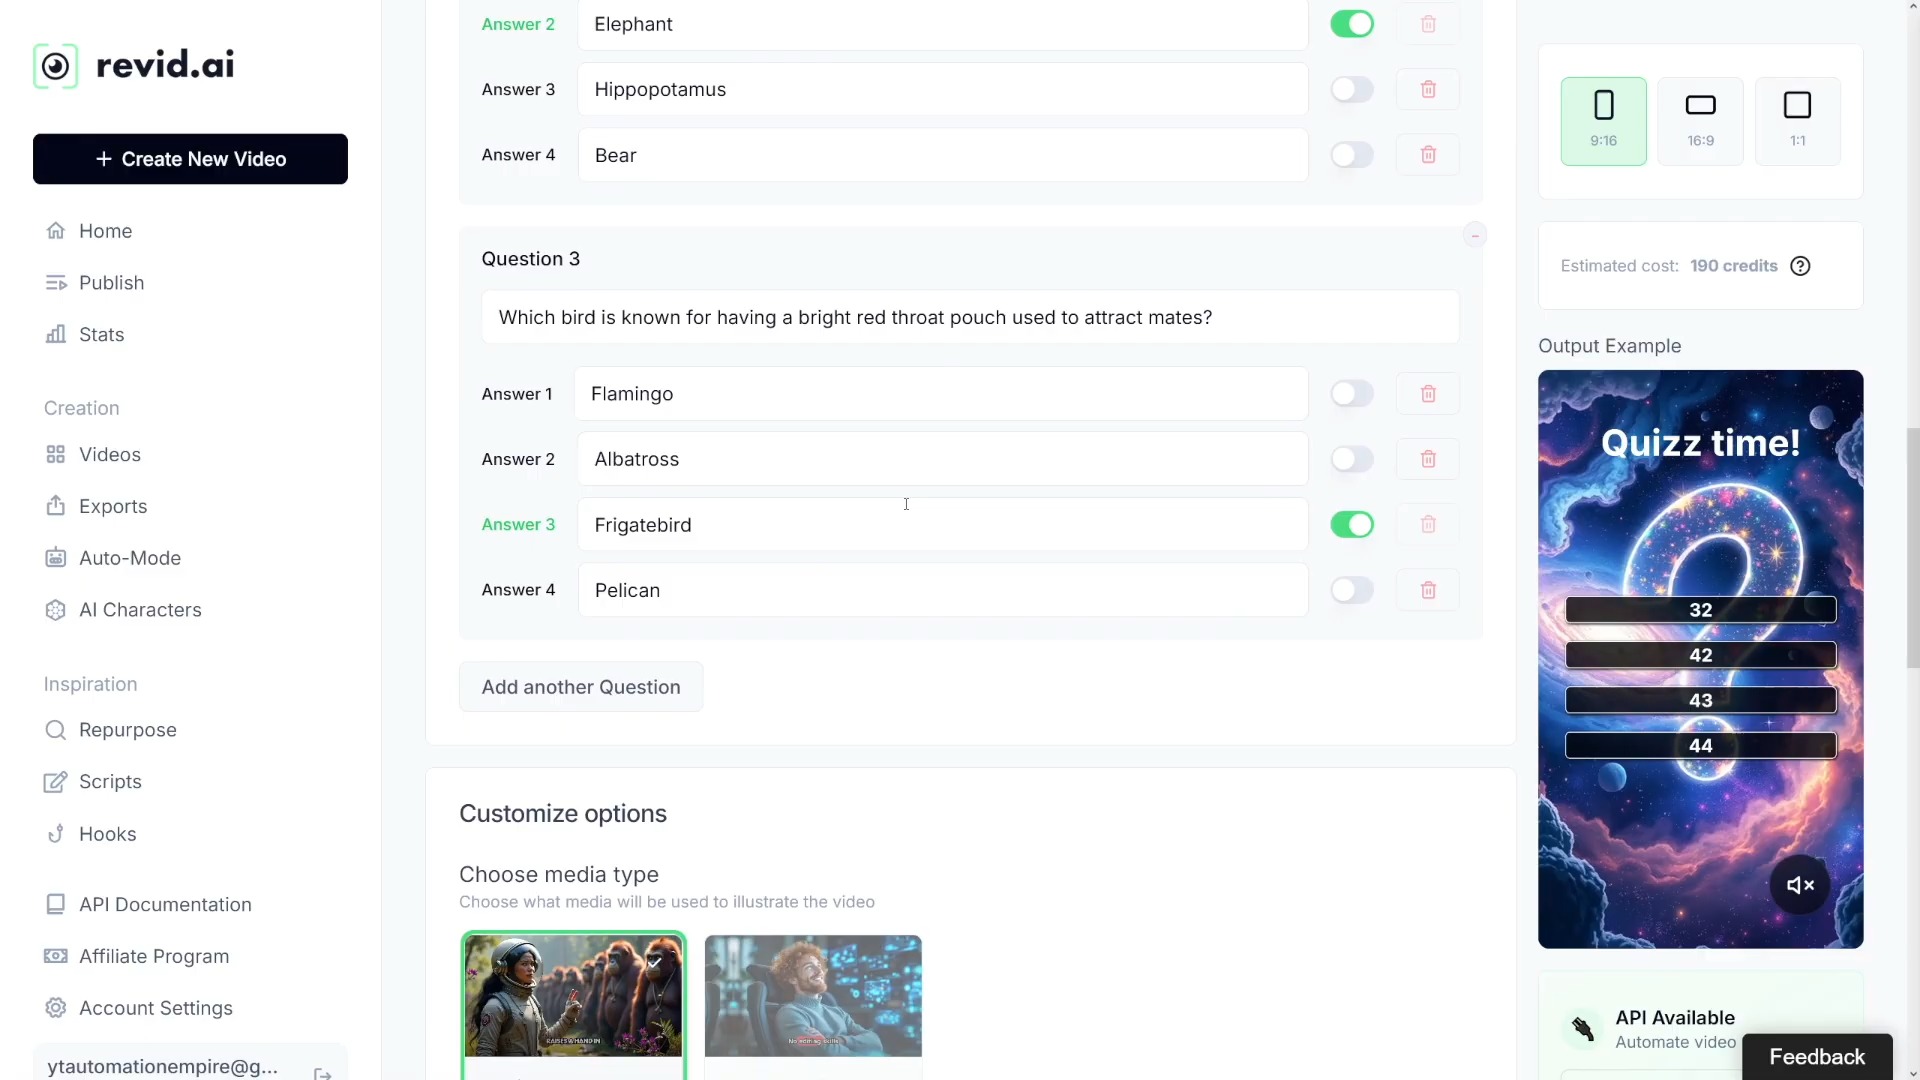 revid.ai
+ Create New Video
Home
Publish
Stats
Creation
Videos
Exports
Auto-Mode
AI Characters
Inspiration
Repurpose
Scripts
Hooks
API Documentation
Affiliate Program
Account Settings
ytautomationempire@g...
Answer 2 Elephant
Answer 3 Hippopotamus
Answer 4 Bear
Question 3
Which bird is known for having a bright red throat pouch used to attract mates?
Answer 1 Flamingo
Answer 2 Albatross
Answer 3 Frigatebird
Answer 4 Pelican
Add another Question
Customize options
Choose media type
Choose what media will be used to illustrate the video
RAISES A HAND IN
9:16 16:9 1:1
Estimated cost: 190 credits
Output Example
Quizz time!
32
42
43
44
API Available
Automate video
Feedback